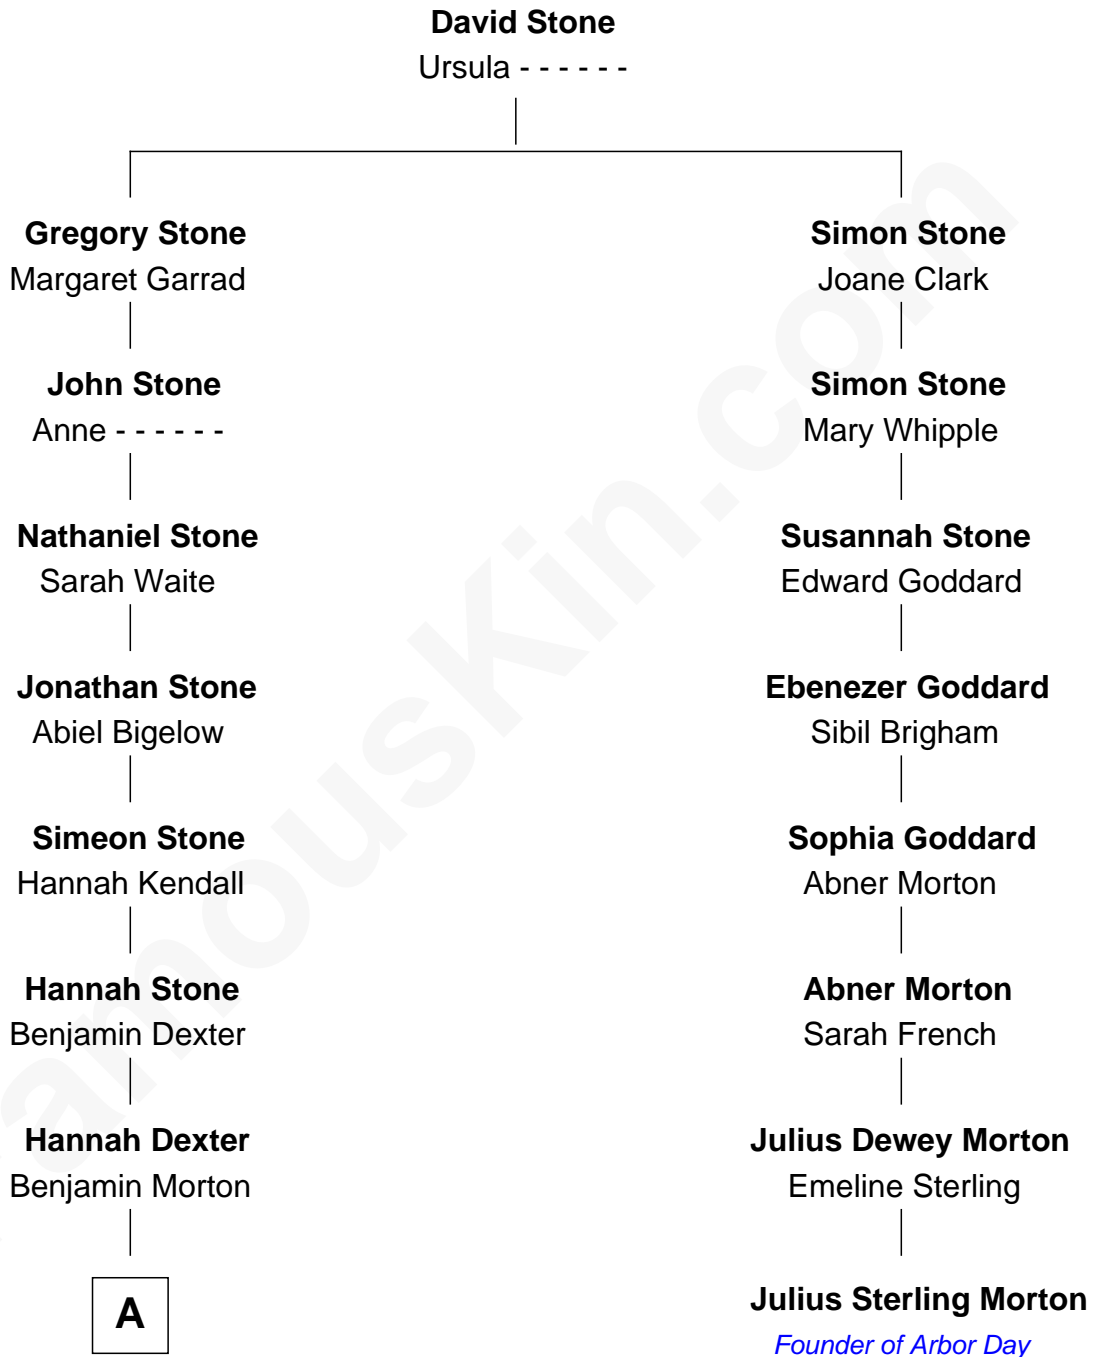 David Stone
Ursula - - - - - -
Gregory Stone
Margaret Garrad
Simon Stone
Joane Clark
John Stone
Anne - - - - - -
Simon Stone
Mary Whipple
Nathaniel Stone
Sarah Waite
Susannah Stone
Edward Goddard
Jonathan Stone
Abiel Bigelow
Ebenezer Goddard
Sibil Brigham
Simeon Stone
Hannah Kendall
Sophia Goddard
Abner Morton
Hannah Stone
Benjamin Dexter
Abner Morton
Sarah French
Hannah Dexter
Benjamin Morton
Julius Dewey Morton
Emeline Sterling
A
Julius Sterling Morton
Founder of Arbor Day
amousKin.com